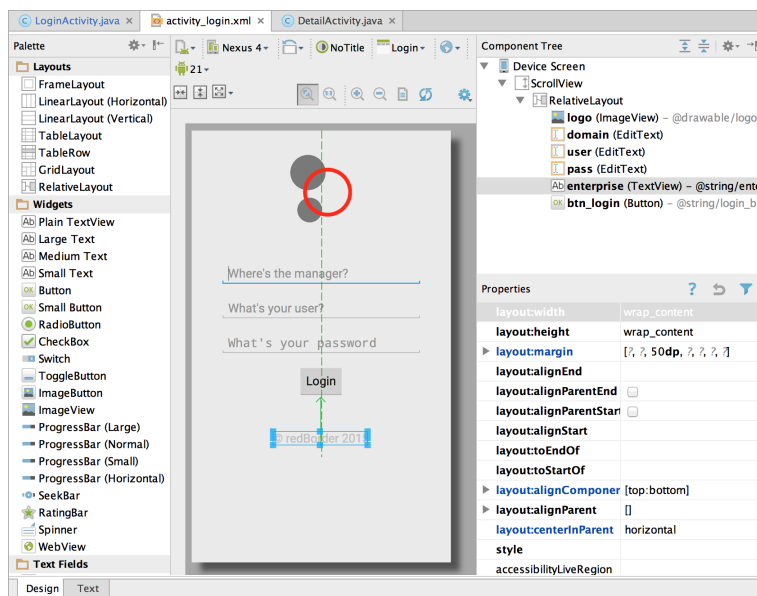 LoginActivity.java × activity_login.xml × DetailActivity.java ×
Palette
Layouts
FrameLayout
LinearLayout (Horizontal)
LinearLayout (Vertical)
TableLayout
TableRow
GridLayout
RelativeLayout
Widgets
Plain TextView
Large Text
Medium Text
Small Text
Button
Small Button
RadioButton
CheckBox
Switch
ToggleButton
ImageButton
ImageView
ProgressBar (Large)
ProgressBar (Normal)
ProgressBar (Small)
ProgressBar (Horizontal)
SeekBar
RatingBar
Spinner
WebView
Text Fields
Nexus 4 NoTitle Login
21
Where's the manager?
What's your user?
What's your password
Login
© redBorder 2015
Component Tree
Device Screen
ScrollView
RelativeLayout
logo (ImageView) – @drawable/logo
domain (EditText)
user (EditText)
pass (EditText)
Ab enterprise (TextView) – @string/ente
OK btn_login (Button) – @string/login_b
Properties ?
layout:width wrap_content
layout:height wrap_content
layout:margin [?, ?, 50dp, ?, ?, ?, ?]
layout:alignEnd
layout:alignParentEnd
layout:alignParentStart
layout:alignStart
layout:toEndOf
layout:toStartOf
layout:alignComponer [top:bottom]
layout:alignParent []
layout:centerInParent horizontal
style
accessibilityLiveRegion
Design Text